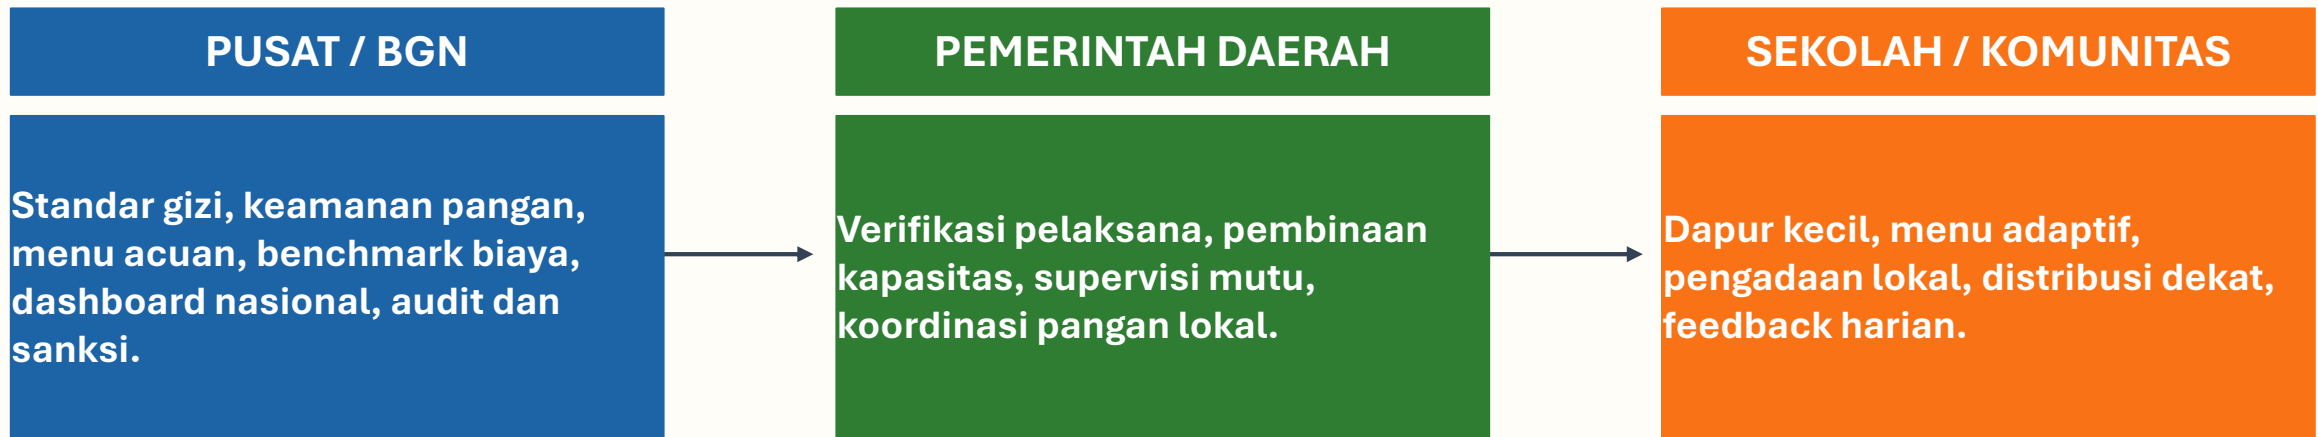 PUSAT / BGN
Standar gizi, keamanan pangan,
menu acuan, benchmark biaya,
dashboard nasional, audit dan
sanksi.
PEMERINTAH DAERAH
Verifikasi pelaksana, pembinaan
kapasitas, supervisi mutu,
koordinasi pangan lokal.
SEKOLAH / KOMUNITAS
Dapur kecil, menu adaptif,
pengadaan lokal, distribusi dekat,
feedback harian.